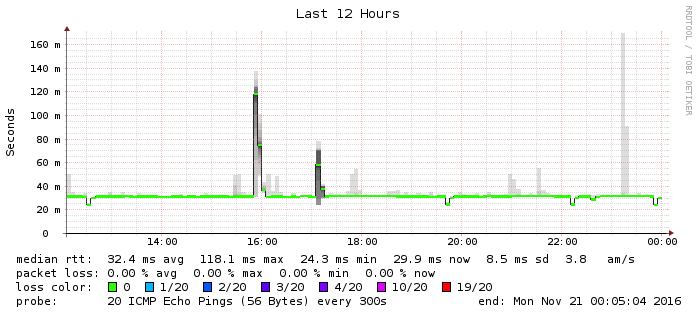 Last 12 Hours
RRDTOOL / TOBI OETIKER
Seconds
160 m
140 m
120 m
100 m
80 m
60 m
40 m
20 m
0
14:00 16:00 18:00 20:00 22:00 00:00
median rtt: 32.4 ms avg 118.1 ms max 24.3 ms min 29.9 ms now 8.5 ms sd 3.8 am/s
packet loss: 0.00 % avg 0.00 % max 0.00 % min 0.00 % now
loss color: 0 1/20 2/20 3/20 4/20 10/20 19/20
probe: 20 ICMP Echo Pings (56 Bytes) every 300s end: Mon Nov 21 00:05:04 2016